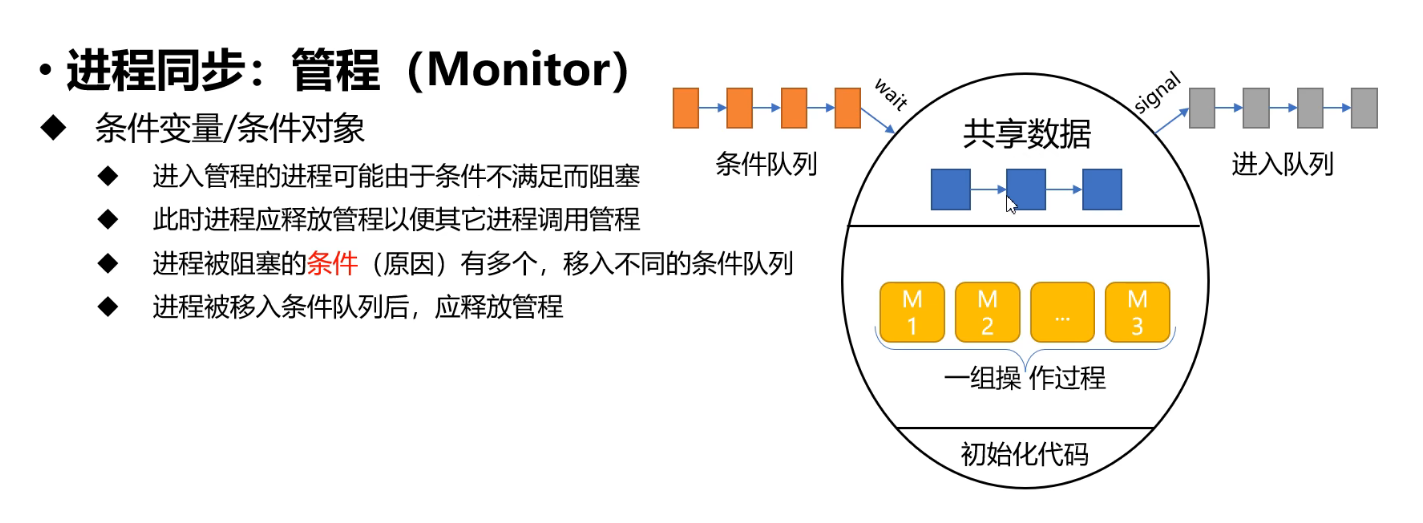 • 进程同步：管程（Monitor）
◆ 条件变量/条件对象
◆ 进入管程的进程可能由于条件不满足而阻塞
◆ 此时进程应释放管程以便其它进程调用管程
◆ 进程被阻塞的条件（原因）有多个，移入不同的条件队列
◆ 进程被移入条件队列后，应释放管程
wait
signal
条件队列
共享数据
进入队列
M
1
M
2
...
M
3
一组操 作过程
初始化代码